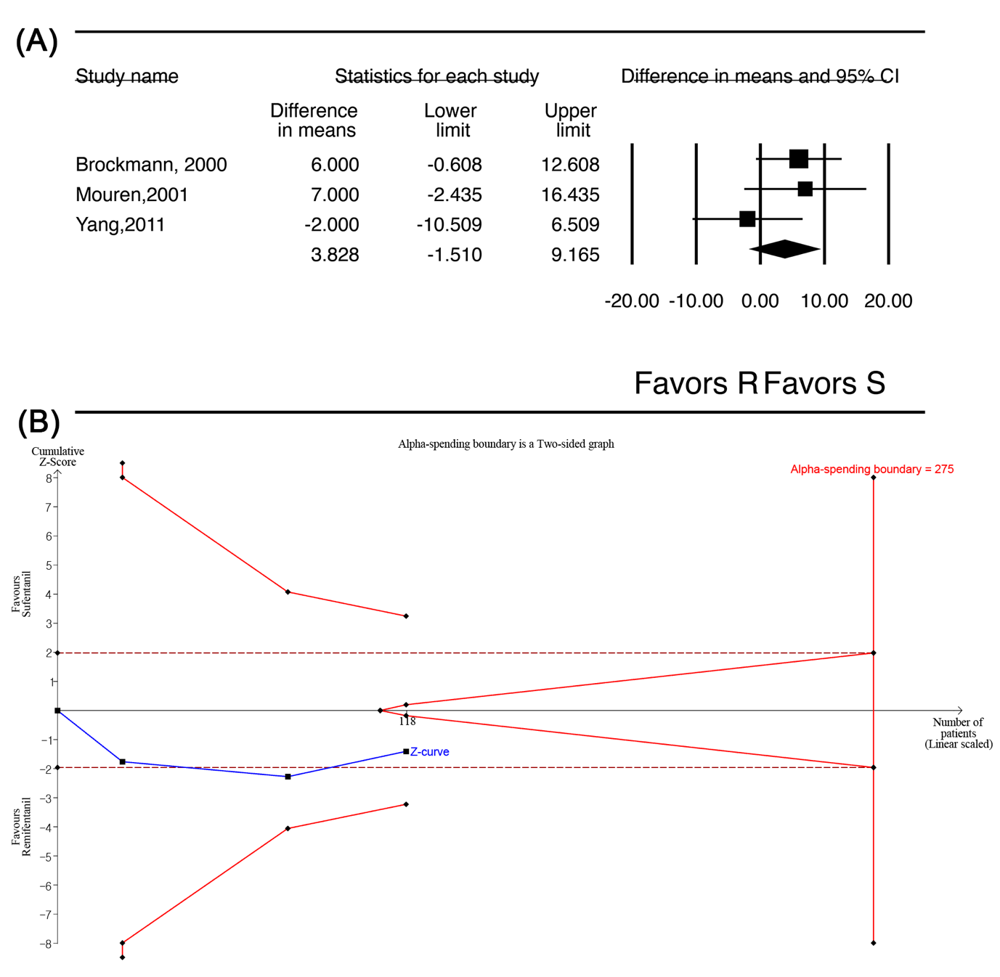 (A)
Study name Statistics for each study Difference in means and 95% CI
Difference in means Lower limit Upper limit
Brockmann, 2000 6.000 -0.608 12.608
Mouren,2001 7.000 -2.435 16.435
Yang,2011 -2.000 -10.509 6.509
3.828 -1.510 9.165
-20.00 -10.00 0.00 10.00 20.00
Favors R Favors S
(B)
Alpha-spending boundary is a Two-sided graph
Cumulative
Z-Score
Alpha-spending boundary = 275
8
7
6
5
4
3
2
1
-1
-2
-3
-4
-5
-6
-7
-8
Favours
Sufentanil
Favours
Remifentanil
118
Z-curve
Number of
patients
(Linear scaled)